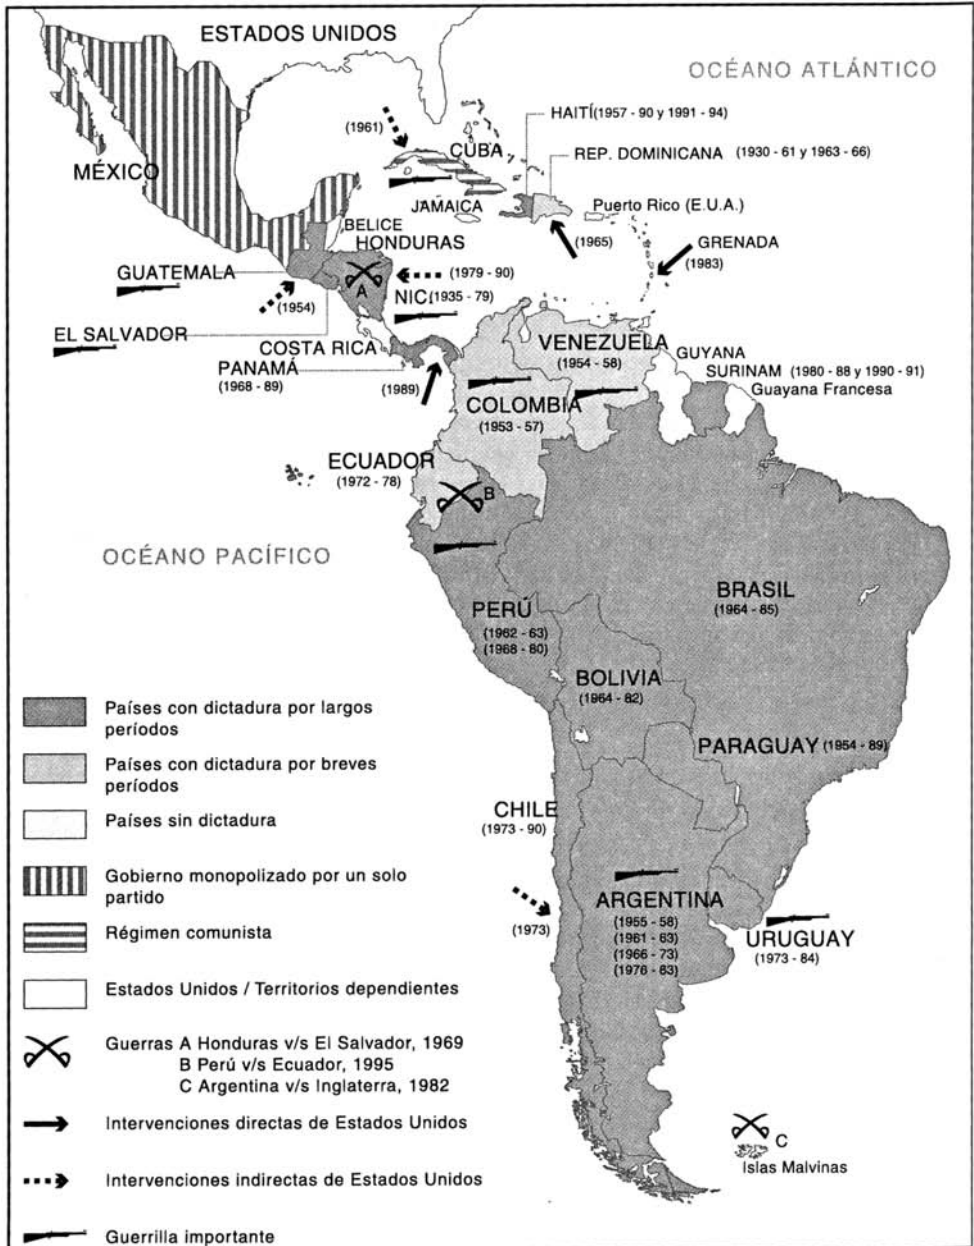 ESTADOS UNIDOS
OCÉANO ATLÁNTICO
(1961)
HAITÍ(1957 - 90 y 1991 - 94)
CUBA
REP. DOMINICANA (1930 - 61 y 1963 - 66)
MÉXICO
JAMAICA
Puerto Rico (E.U.A.)
BELICE
HONDURAS
(1965)
GRENADA
(1983)
GUATEMALA
A
(1979 - 90)
NIC.(1935 - 79)
(1954)
EL SALVADOR
COSTA RICA
VENEZUELA
(1954 - 58)
GUYANA
PANAMÁ
(1968 - 89)
(1989)
SURINAM (1980 - 88 y 1990 - 91)
Guayana Francesa
COLOMBIA
(1953 - 57)
ECUADOR
(1972 - 78)
B
OCÉANO PACÍFICO
BRASIL
(1964 - 85)
PERÚ
(1962 - 63)
(1968 - 80)
BOLIVIA
(1964 - 82)
PARAGUAY (1954 - 89)
CHILE
(1973 - 90)
(1973)
ARGENTINA
(1955 - 58)
(1961 - 63)
(1966 - 73)
(1976 - 83)
URUGUAY
(1973 - 84)
C
Islas Malvinas
Países con dictadura por largos
períodos
Países con dictadura por breves
períodos
Países sin dictadura
Gobierno monopolizado por un solo
partido
Régimen comunista
Estados Unidos / Territorios dependientes
Guerras A Honduras v/s El Salvador, 1969
B Perú v/s Ecuador, 1995
C Argentina v/s Inglaterra, 1982
Intervenciones directas de Estados Unidos
Intervenciones indirectas de Estados Unidos
Guerrilla importante